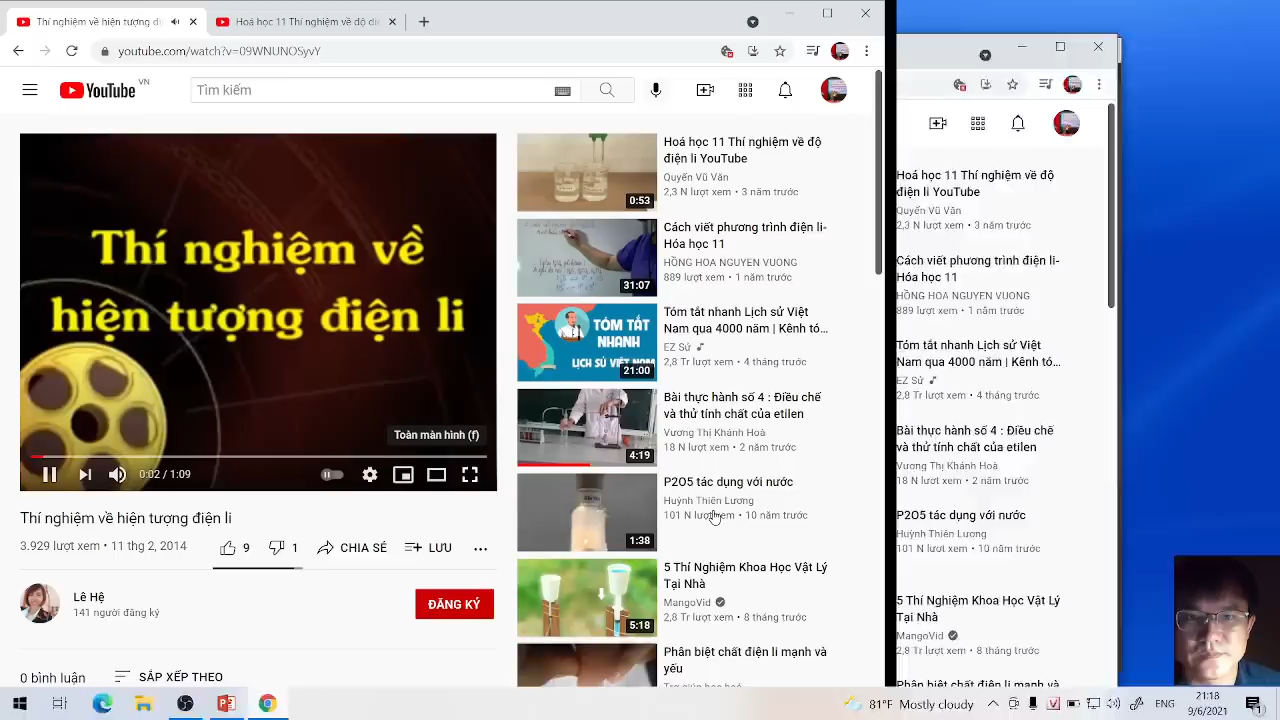 Thí nghiệm về hiện tượng đi
Hoá học 11 Thí nghiệm về độ điện
youtube.com/watch?v=09WNUNOSyvY
YouTube VN
Tìm kiếm
Thí nghiệm về
hiện tượng điện li
Toàn màn hình (f)
0:02 / 1:09
Thí nghiệm về hiện tượng điện li
3.929 lượt xem • 11 thg 2, 2014
9
1
CHIA SẺ
LƯU
Lê Hệ
141 người đăng ký
ĐĂNG KÝ
0 bình luận
SẮP XẾP THEO
0:53
Hoá học 11 Thí nghiệm về độ
điện li YouTube
Quyến Vũ Văn
2,3 N lượt xem • 3 năm trước
31:07
Cách viết phương trình điện li-
Hóa học 11
HỒNG HOA NGUYEN VUONG
889 lượt xem • 1 năm trước
TÓM TẮT
NHANH
LỊCH SỬ VIỆT NAM
21:00
Tóm tắt nhanh Lịch sử Việt
Nam qua 4000 năm | Kênh tó...
EZ Sử
2,8 Tr lượt xem • 4 tháng trước
4:19
Bài thực hành số 4 : Điều chế
và thử tính chất của etilen
Vương Thị Khánh Hoà
18 N lượt xem • 2 năm trước
1:38
P2O5 tác dụng với nước
Huỳnh Thiên Lương
101 N lượt xem • 10 năm trước
5:18
5 Thí Nghiệm Khoa Học Vật Lý
Tại Nhà
MangoVid
2,8 Tr lượt xem • 8 tháng trước
Phân biệt chất điện li mạnh và
yếu
Hoá học 11 Thí nghiệm về độ
điện li YouTube
Quyến Vũ Văn
2,3 N lượt xem • 3 năm trước
Cách viết phương trình điện li-
Hóa học 11
HỒNG HOA NGUYEN VUONG
889 lượt xem • 1 năm trước
Tóm tắt nhanh Lịch sử Việt
Nam qua 4000 năm | Kênh tó...
EZ Sử
2,8 Tr lượt xem • 4 tháng trước
Bài thực hành số 4 : Điều chế
và thử tính chất của etilen
Vương Thị Khánh Hoà
18 N lượt xem • 2 năm trước
P2O5 tác dụng với nước
Huỳnh Thiên Lương
101 N lượt xem • 10 năm trước
5 Thí Nghiệm Khoa Học Vật Lý
Tại Nhà
MangoVid
2,8 Tr lượt xem • 8 tháng trước
Phân biệt chất điện li mạnh và
81°F Mostly cloudy
ENG
21:18
9/6/2021
1